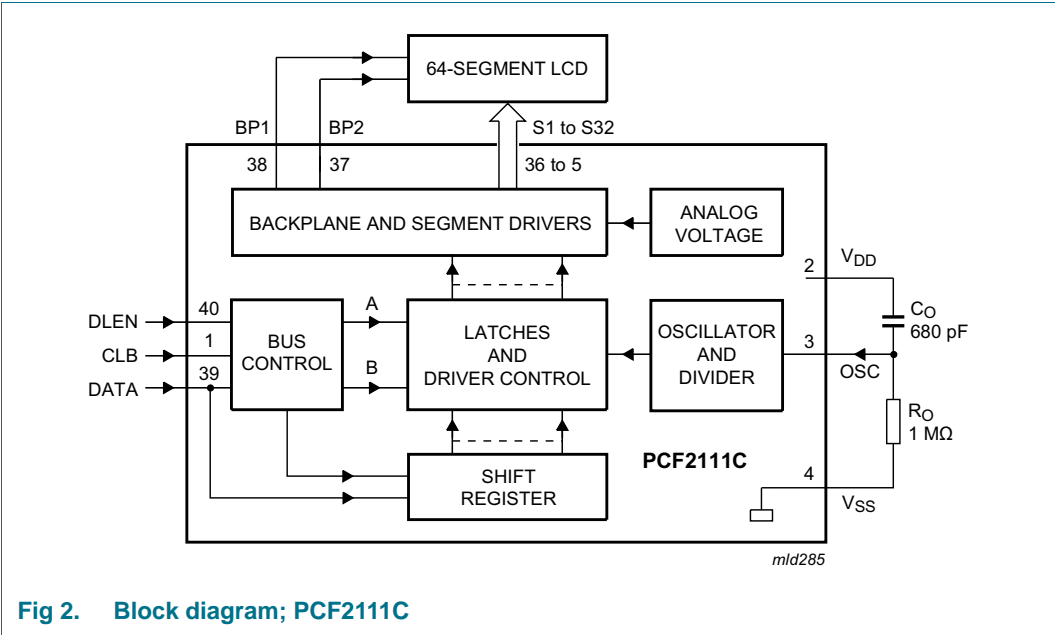 64-SEGMENT LCD
BP1
BP2
S1 to S32
38
37
36 to 5
BACKPLANE AND SEGMENT DRIVERS
ANALOG
VOLTAGE
2
VDD
CO
680 pF
DLEN
40
CLB
1
DATA
39
BUS
CONTROL
A
B
LATCHES
AND
DRIVER CONTROL
OSCILLATOR
AND
DIVIDER
3
OSC
RO
1 MΩ
PCF2111C
4
VSS
SHIFT
REGISTER
mld285
Fig 2. Block diagram; PCF2111C